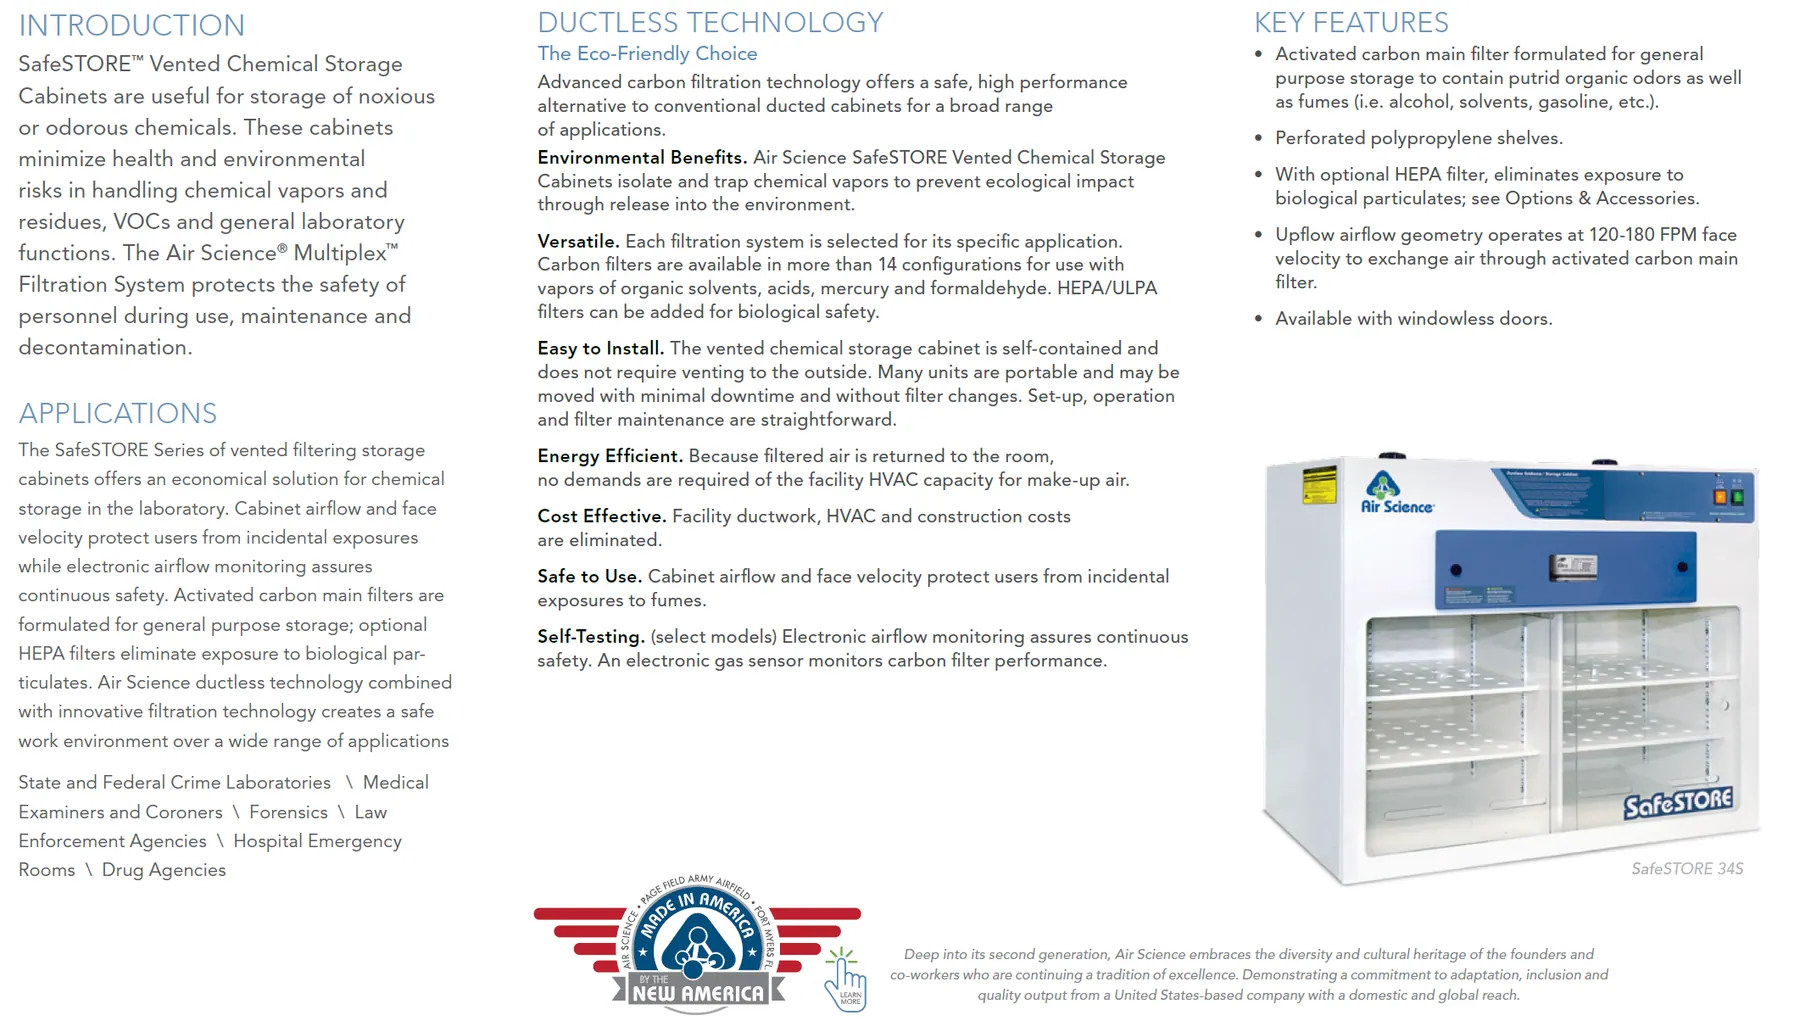 INTRODUCTION
SafeSTORE™ Vented Chemical Storage
Cabinets are useful for storage of noxious
or odorous chemicals. These cabinets
minimize health and environmental
risks in handling chemical vapors and
residues, VOCs and general laboratory
functions. The Air Science® Multiplex™
Filtration System protects the safety of
personnel during use, maintenance and
decontamination.
APPLICATIONS
The SafeSTORE Series of vented filtering storage
cabinets offers an economical solution for chemical
storage in the laboratory. Cabinet airflow and face
velocity protect users from incidental exposures
while electronic airflow monitoring assures
continuous safety. Activated carbon main filters are
formulated for general purpose storage; optional
HEPA filters eliminate exposure to biological par-
ticulates. Air Science ductless technology combined
with innovative filtration technology creates a safe
work environment over a wide range of applications
State and Federal Crime Laboratories \ Medical
Examiners and Coroners \ Forensics \ Law
Enforcement Agencies \ Hospital Emergency
Rooms \ Drug Agencies
DUCTLESS TECHNOLOGY
The Eco-Friendly Choice
Advanced carbon filtration technology offers a safe, high performance
alternative to conventional ducted cabinets for a broad range
of applications.
Environmental Benefits. Air Science SafeSTORE Vented Chemical Storage
Cabinets isolate and trap chemical vapors to prevent ecological impact
through release into the environment.
Versatile. Each filtration system is selected for its specific application.
Carbon filters are available in more than 14 configurations for use with
vapors of organic solvents, acids, mercury and formaldehyde. HEPA/ULPA
filters can be added for biological safety.
Easy to Install. The vented chemical storage cabinet is self-contained and
does not require venting to the outside. Many units are portable and may be
moved with minimal downtime and without filter changes. Set-up, operation
and filter maintenance are straightforward.
Energy Efficient. Because filtered air is returned to the room,
no demands are required of the facility HVAC capacity for make-up air.
Cost Effective. Facility ductwork, HVAC and construction costs
are eliminated.
Safe to Use. Cabinet airflow and face velocity protect users from incidental
exposures to fumes.
Self-Testing. (select models) Electronic airflow monitoring assures continuous
safety. An electronic gas sensor monitors carbon filter performance.
KEY FEATURES
• Activated carbon main filter formulated for general
purpose storage to contain putrid organic odors as well
as fumes (i.e. alcohol, solvents, gasoline, etc.).
• Perforated polypropylene shelves.
• With optional HEPA filter, eliminates exposure to
biological particulates; see Options & Accessories.
• Upflow airflow geometry operates at 120-180 FPM face
velocity to exchange air through activated carbon main
filter.
• Available with windowless doors.
Air Science®
SafeSTORE
SafeSTORE 34S
AIR SCIENCE • PAGE FIELD ARMY AIRFIELD • FORT MYERS FL
MADE IN AMERICA
BY THE
NEW AMERICA
LEARN
MORE
Deep into its second generation, Air Science embraces the diversity and cultural heritage of the founders and
co-workers who are continuing a tradition of excellence. Demonstrating a commitment to adaptation, inclusion and
quality output from a United States-based company with a domestic and global reach.